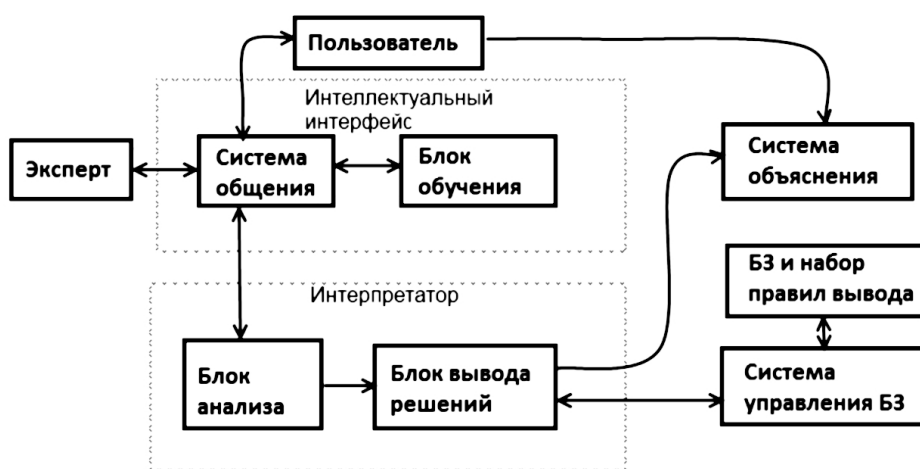 Пользователь
Интеллектуальный
интерфейс
Эксперт
Система
общения
Блок
обучения
Система
объяснения
БЗ и набор
правил вывода
Интерпретатор
Блок
анализа
Блок вывода
решений
Система
управления БЗ